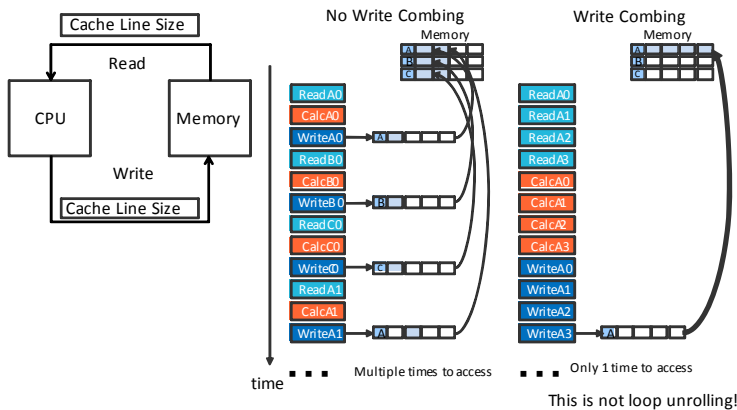 Cache Line Size
Read
CPU
Memory
Write
Cache Line Size
time
No Write Combing
Memory
A
B
C
ReadA0
CalcA0
WriteA0
A
ReadB0
CalcB0
WriteB0
B
ReadC0
CalcC0
WriteC0
C
ReadA1
CalcA1
WriteA1
A
Multiple times to access
Write Combing
Memory
A
B
C
ReadA0
ReadA1
ReadA2
ReadA3
CalcA0
CalcA1
CalcA2
CalcA3
WriteA0
WriteA1
WriteA2
WriteA3
A
Only 1 time to access
This is not loop unrolling!